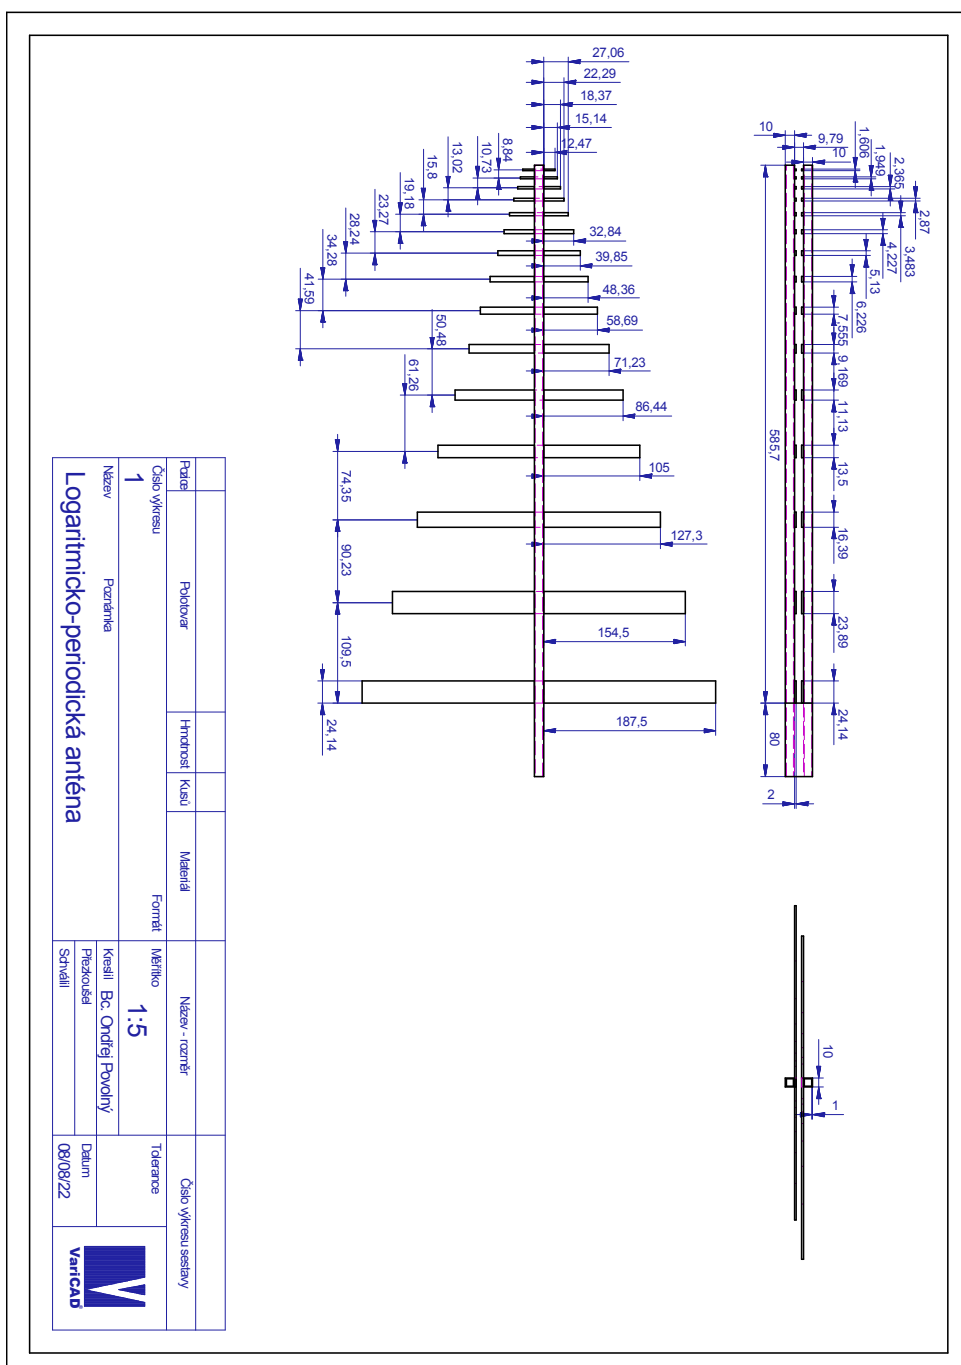 27,06
22,29
18,37
15,14
12,47
8,84
10,73
13,02
15,8
19,18
23,27
28,24
34,28
41,59
50,48
61,26
74,35
90,23
109,5
24,14
32,84
39,85
48,36
58,69
71,23
86,44
105
127,3
154,5
187,5
10
9,79
10
1,606
1,949
2,365
2,87
3,483
4,227
5,13
6,226
7,555
9,169
11,13
13,5
16,39
23,89
24,14
585,7
80
2
10
1
Pozice
Polotovar
Hmotnost
Kusů
Materiál
Název - rozměr
Číslo výkresu sestavy
Číslo výkresu
1
Formát
Měřítko
1:5
Tolerance
Název
Poznámka
Logaritmicko-periodická anténa
Kreslil Bc. Ondřej Povolný
Přezkoušel
Schválil
Datum
08/08/22
VariCAD